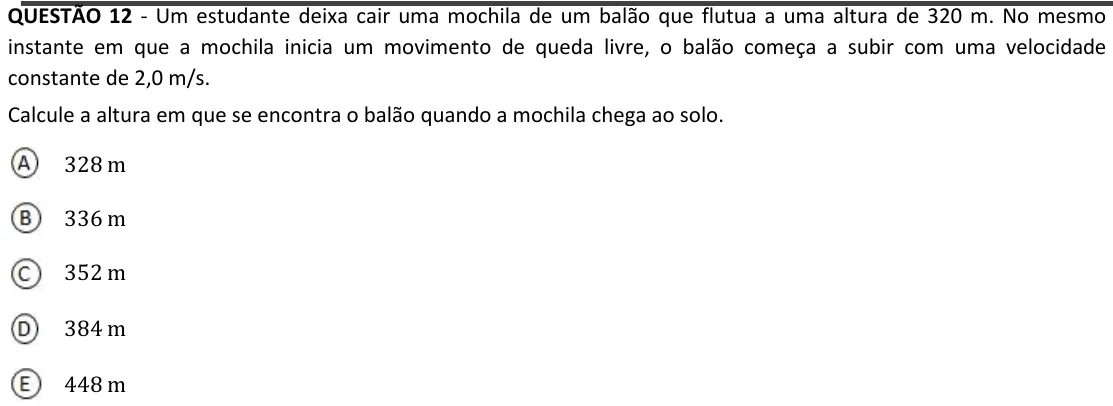 QUESTÃO 12 - Um estudante deixa cair uma mochila de um balão que flutua a uma altura de 320 m. No mesmo
instante em que a mochila inicia um movimento de queda livre, o balão começa a subir com uma velocidade
constante de 2,0 m/s.
Calcule a altura em que se encontra o balão quando a mochila chega ao solo.
A 328 m
B 336 m
C 352 m
D 384 m
E 448 m